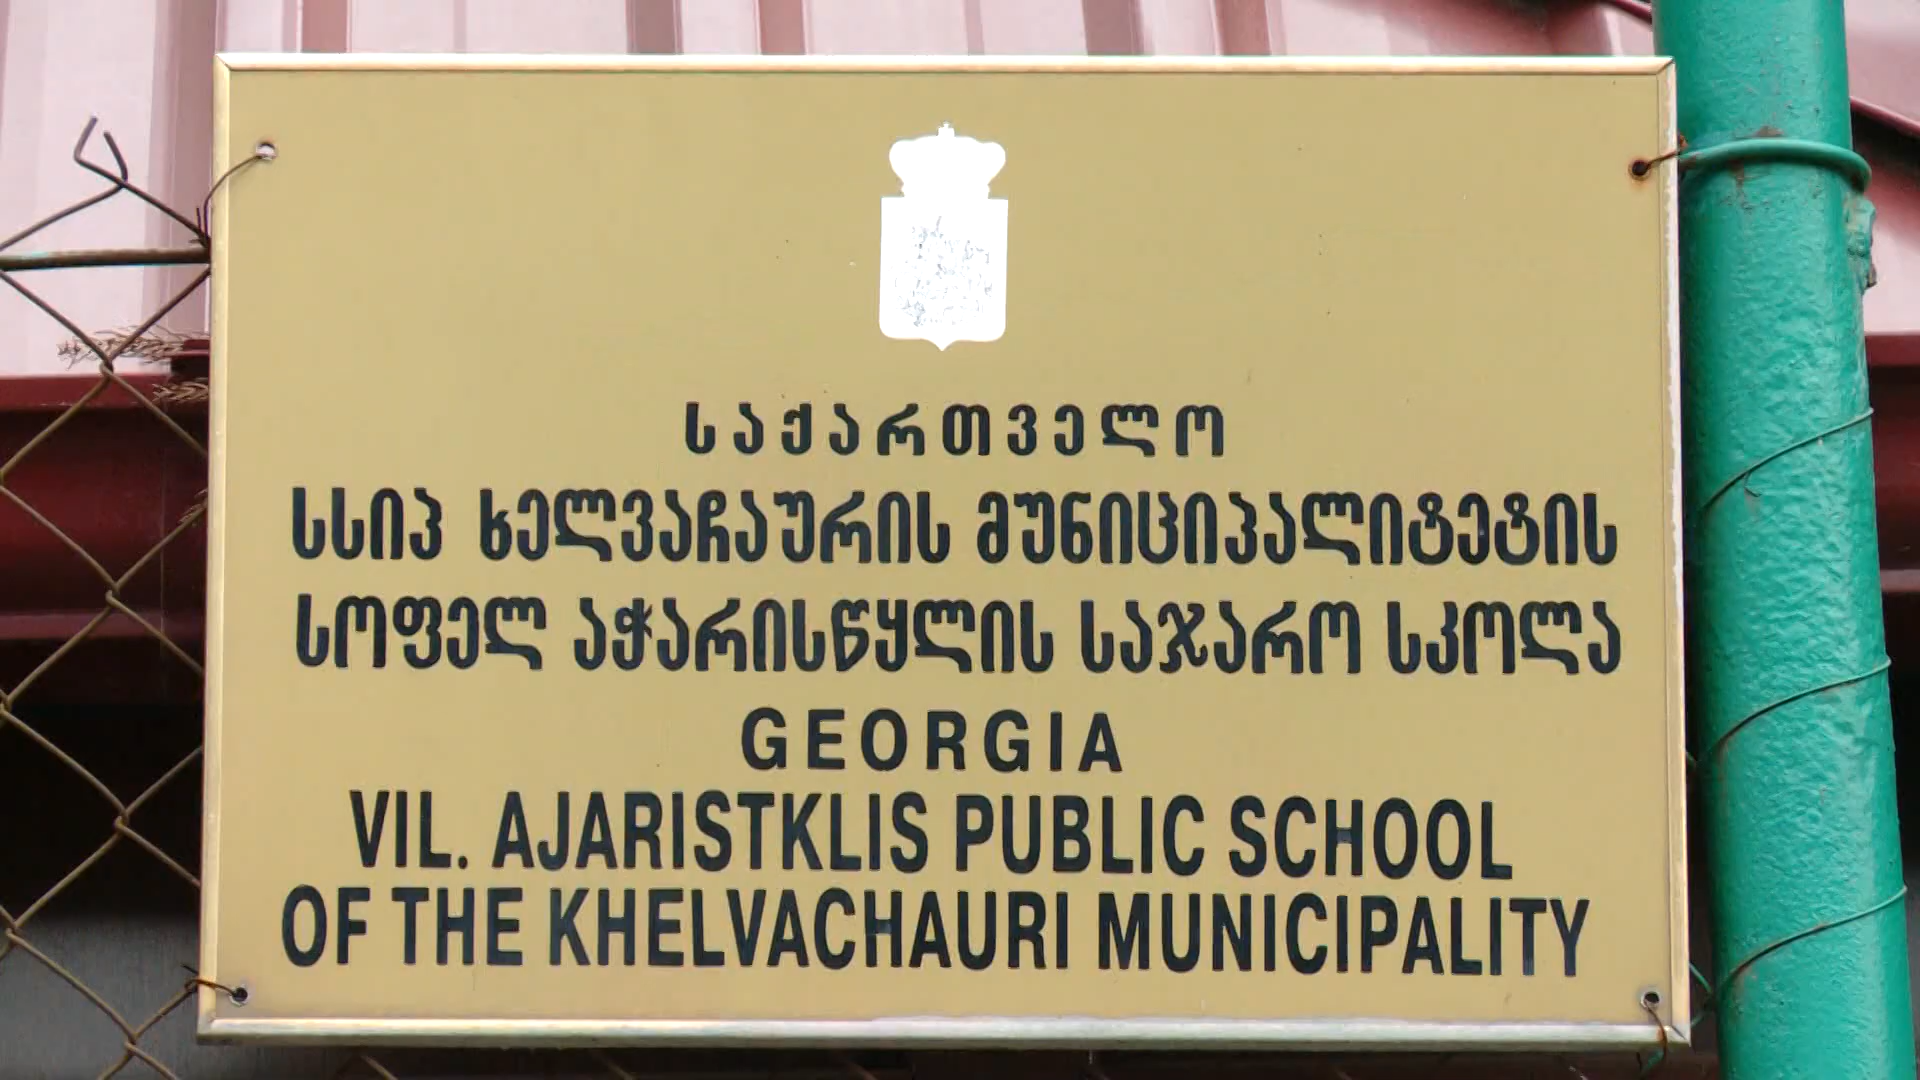 საქართველო
სსიპ ხელვაჩაურის მუნიციპალიტეტის
სოფელ აჭარისწყლის საჯარო სკოლა
GEORGIA
VIL. AJARISTKLIS PUBLIC SCHOOL
OF THE KHELVACHAURI MUNICIPALITY